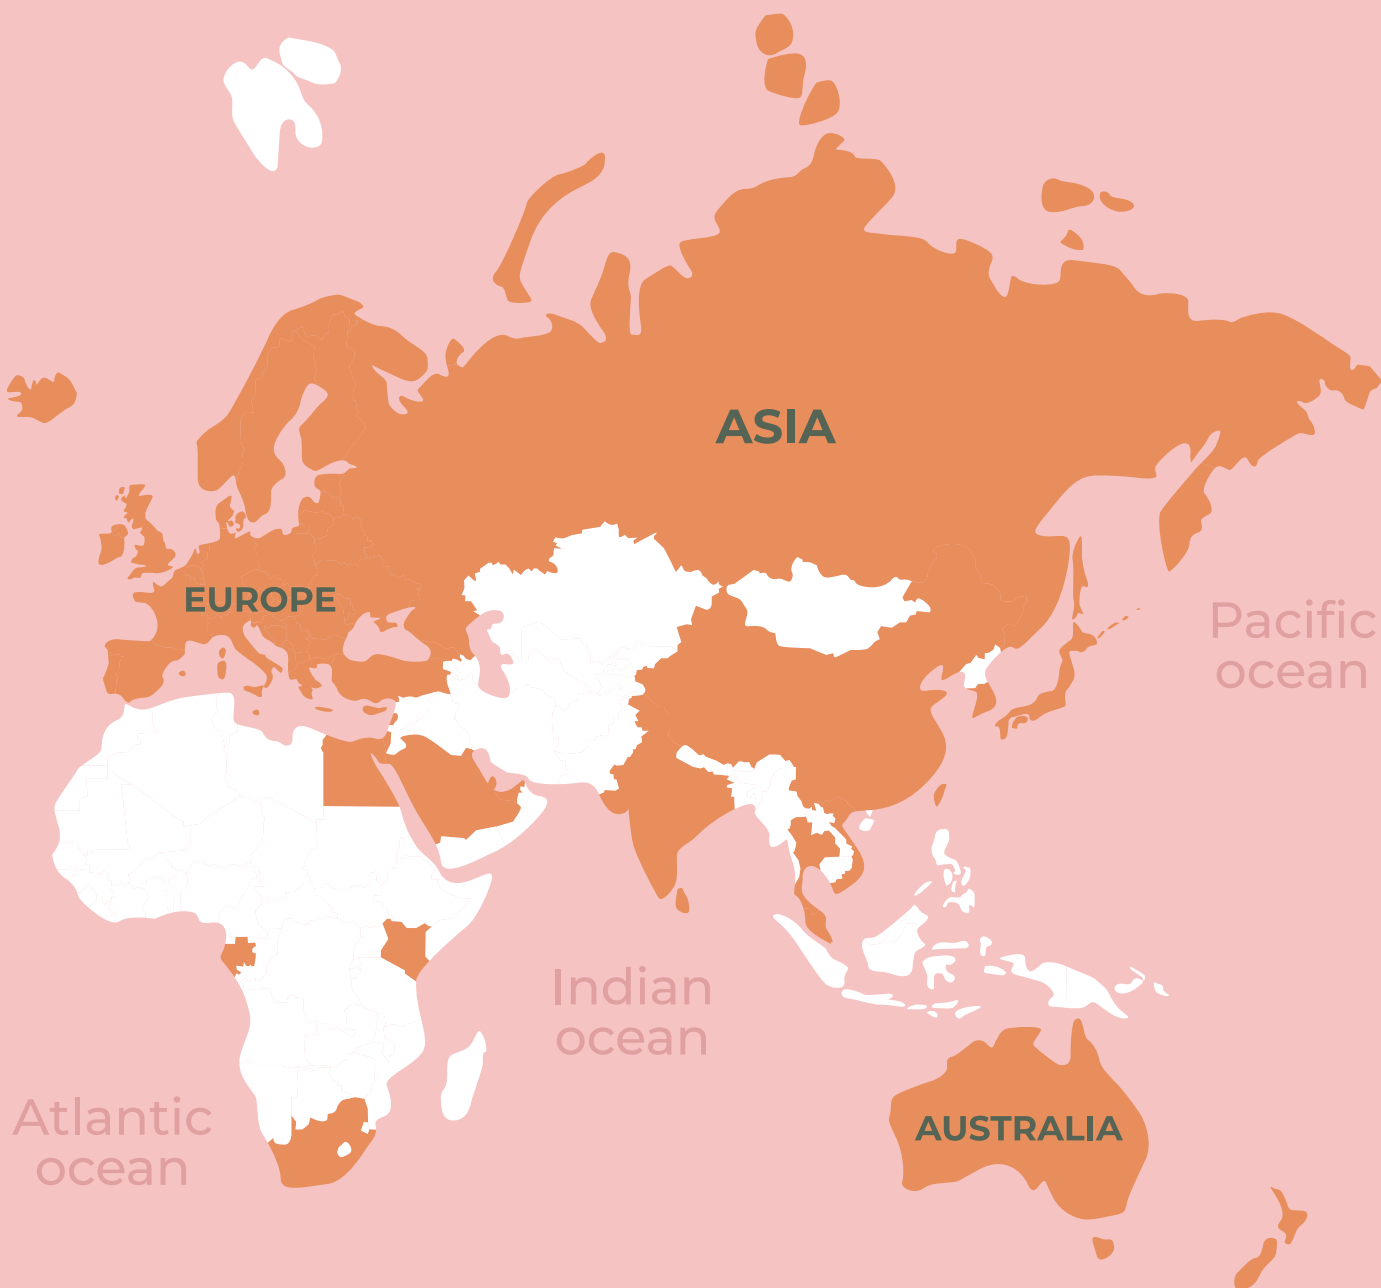 ASIA
EUROPE
Pacific
ocean
Indian
ocean
Atlantic
ocean
AUSTRALIA